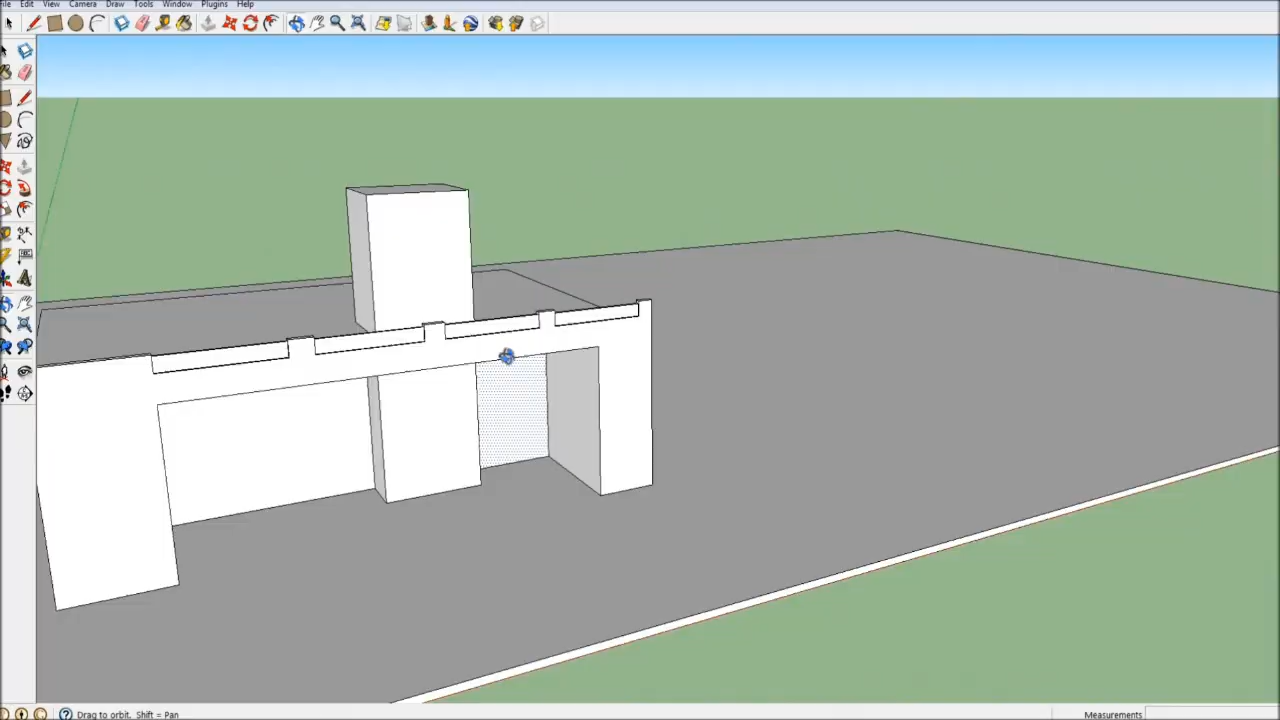 File Edit View Camera Draw Tools Window Plugins Help
Drag to orbit. Shift = Pan
Measurements